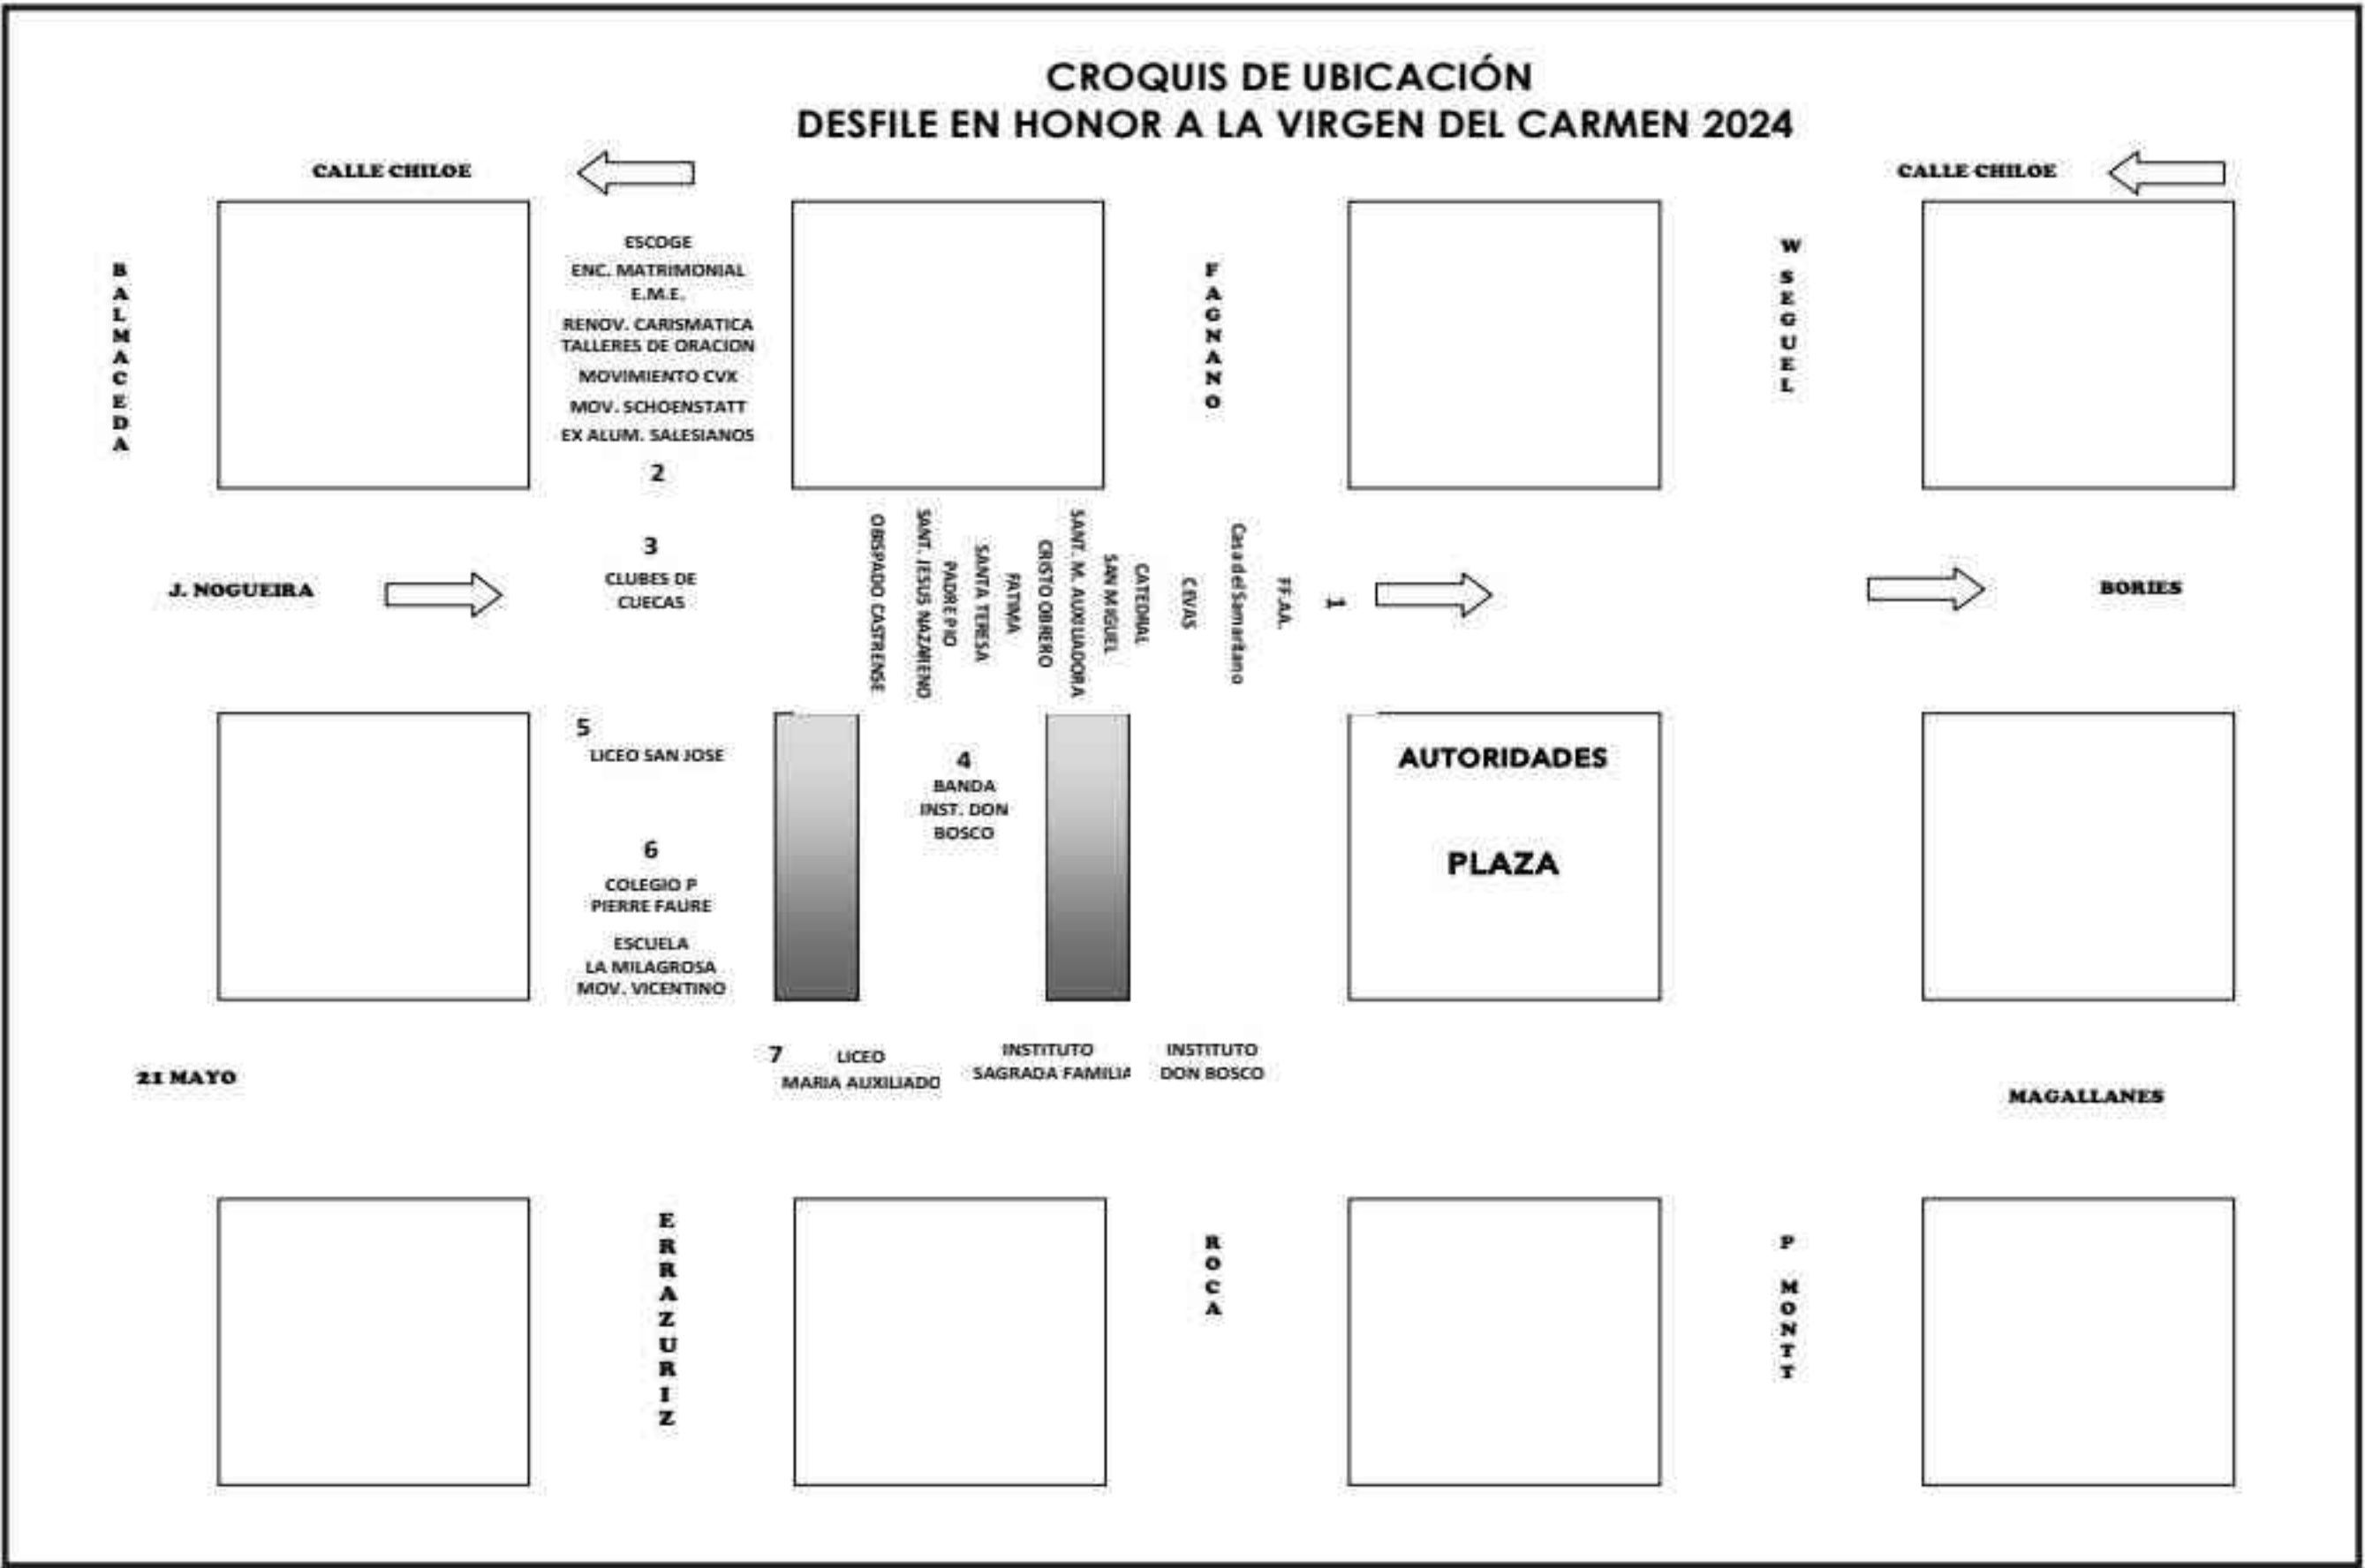 CROQUIS DE UBICACIÓN
DESFILE EN HONOR A LA VIRGEN DEL CARMEN 2024
CALLE CHILOE
CALLE CHILOE
BALMACEDA
ESCOGE
ENC. MATRIMONIAL
E.M.E.
RENOV. CARISMATICA
TALLERES DE ORACION
MOVIMIENTO CVX
MOV. SCHOENSTATT
EX ALUM. SALESIANOS
2
FAGNANO
W SEGUEL
J. NOGUEIRA
3
CLUBES DE
CUECAS
OBISPADO CASTRENSE
SANT. JESUS NAZARENO
PADRE PIO
SANTA TERESA
FATIMA
CRISTO OBRERO
SANT. M. AUXILIADORA
SAN MIGUEL
CATEDRAL
CEVAS
Casa del Samaritano
FF.AA.
1
BORIES
5
LICEO SAN JOSE
4
BANDA
INST. DON
BOSCO
AUTORIDADES
PLAZA
6
COLEGIO P
PIERRE FAURE
ESCUELA
LA MILAGROSA
MOV. VICENTINO
21 MAYO
7
LICEO
MARIA AUXILIADO
INSTITUTO
SAGRADA FAMILIA
INSTITUTO
DON BOSCO
MAGALLANES
ERRAZURIZ
ROCA
P MONTT